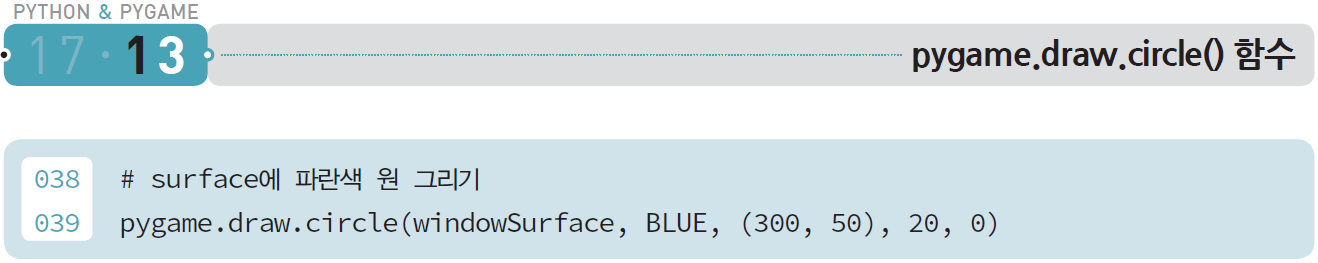 PYTHON & PYGAME
17·13
pygame.draw.circle() 함수
038 # surface에 파란색 원 그리기
039 pygame.draw.circle(windowSurface, BLUE, (300, 50), 20, 0)